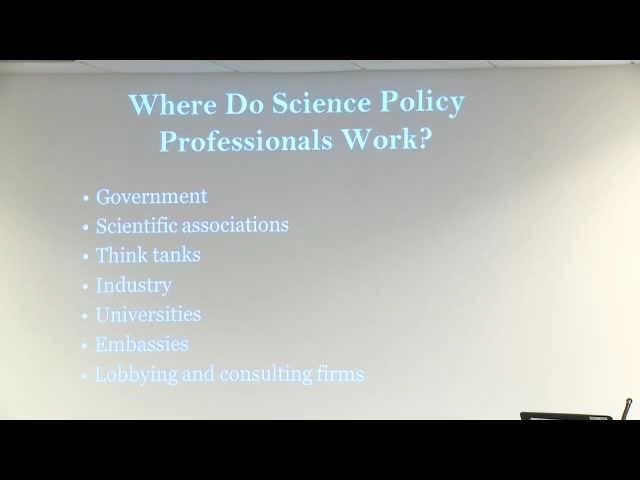 Where Do Science Policy
Professionals Work?
• Government
• Scientific associations
• Think tanks
• Industry
• Universities
• Embassies
• Lobbying and consulting firms